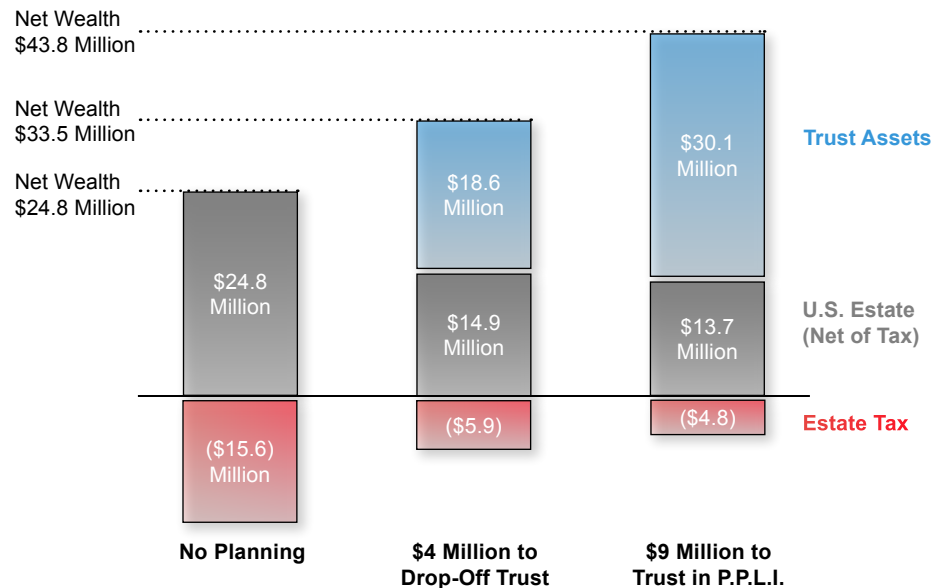 Net Wealth
$43.8 Million
Net Wealth
$33.5 Million
Net Wealth
$24.8 Million
$24.8
Million
($15.6)
Million
$18.6
Million
$14.9
Million
($5.9)
$30.1
Million
$13.7
Million
($4.8)
Trust Assets
U.S. Estate
(Net of Tax)
Estate Tax
No Planning
$4 Million to
Drop-Off Trust
$9 Million to
Trust in P.P.L.I.